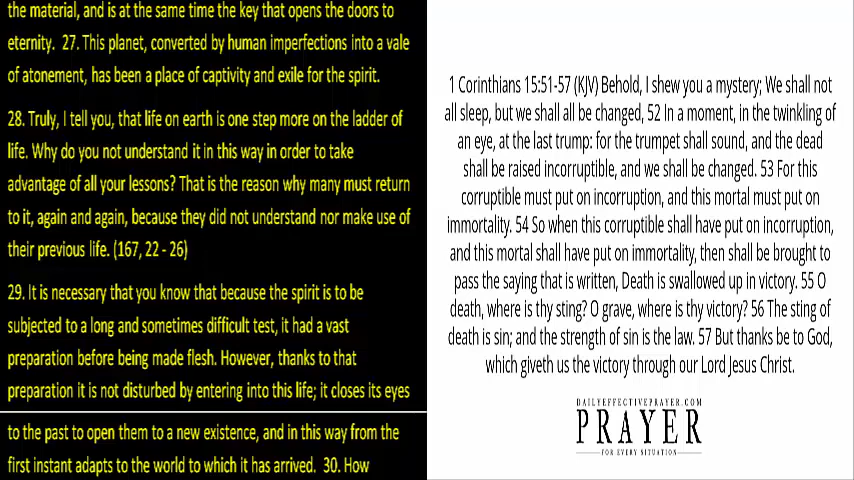 the material, and is at the same time the key that opens the doors to
eternity. 27. This planet, converted by human imperfections into a vale
of atonement, has been a place of captivity and exile for the spirit.
28. Truly, I tell you, that life on earth is one step more on the ladder of
life. Why do you not understand it in this way in order to take
advantage of all your lessons? That is the reason why many must return
to it, again and again, because they did not understand nor make use of
their previous life. (167, 22 - 26)
29. It is necessary that you know that because the spirit is to be
subjected to a long and sometimes difficult test, it had a vast
preparation before being made flesh. However, thanks to that
preparation it is not disturbed by entering into this life; it closes its eyes
to the past to open them to a new existence, and in this way from the
first instant adapts to the world to which it has arrived. 30. How
1 Corinthians 15:51-57 (KJV) Behold, I shew you a mystery; We shall not
all sleep, but we shall all be changed, 52 In a moment, in the twinkling of
an eye, at the last trump: for the trumpet shall sound, and the dead
shall be raised incorruptible, and we shall be changed. 53 For this
corruptible must put on incorruption, and this mortal must put on
immortality. 54 So when this corruptible shall have put on incorruption,
and this mortal shall have put on immortality, then shall be brought to
pass the saying that is written, Death is swallowed up in victory. 55 O
death, where is thy sting? O grave, where is thy victory? 56 The sting of
death is sin; and the strength of sin is the law. 57 But thanks be to God,
which giveth us the victory through our Lord Jesus Christ.
DAILYEFFECTIVEPRAYER.COM
PRAYER
FOR EVERY SITUATION